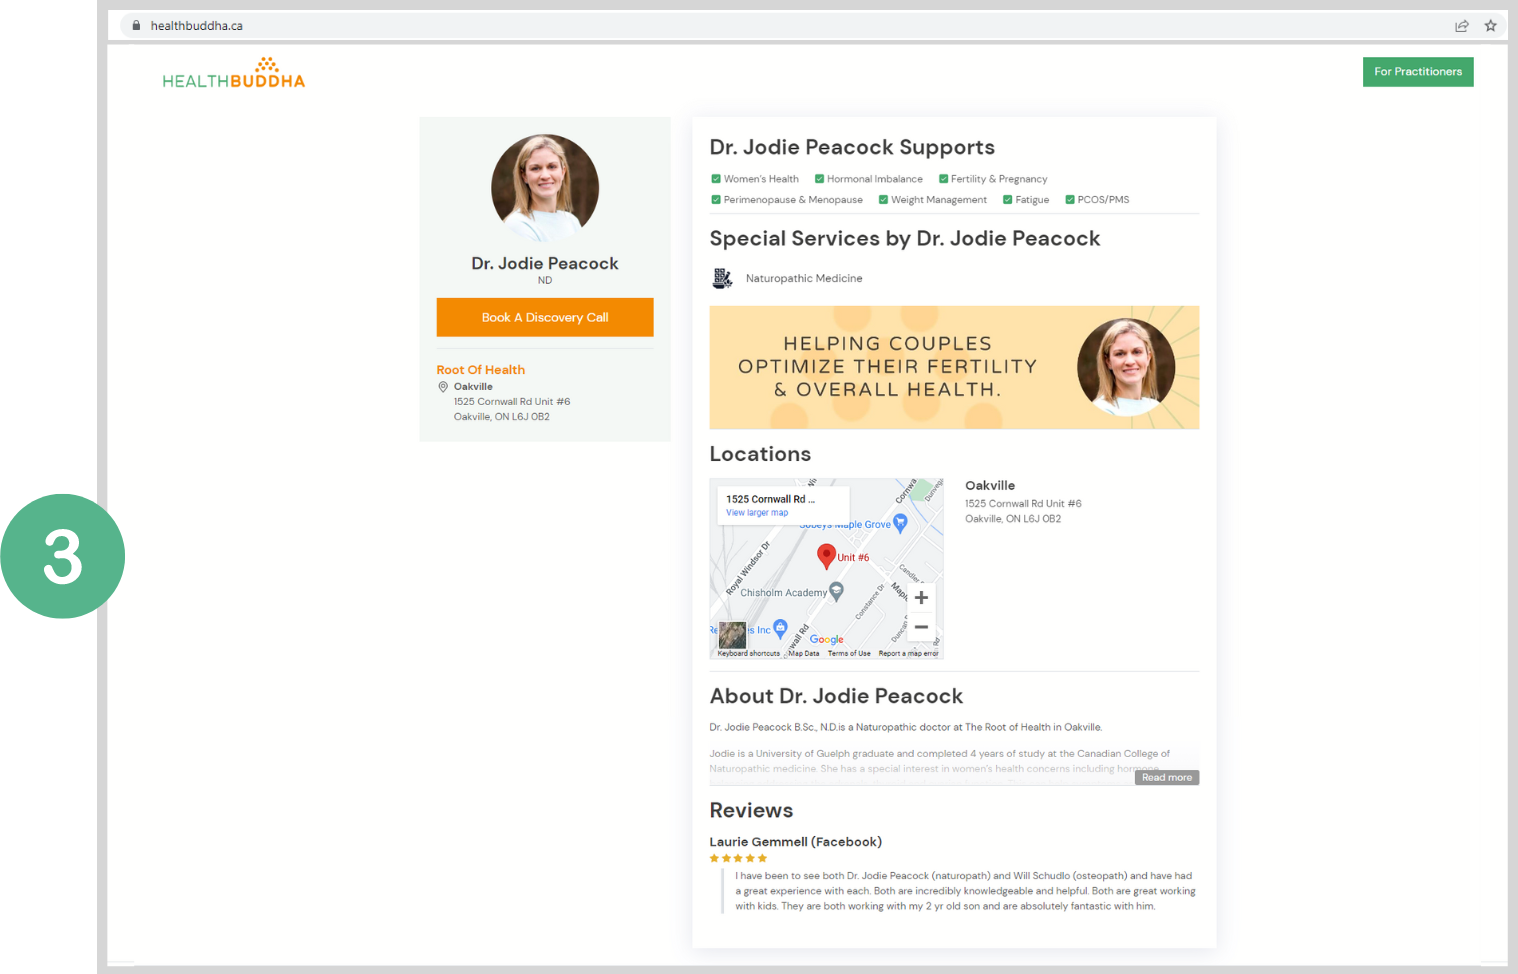 healthbuddha.ca
HEALTHBUDDHA
For Practitioners
Dr. Jodie Peacock
ND
Book A Discovery Call
Root Of Health
Oakville
1525 Cornwall Rd Unit #6
Oakville, ON L6J 0B2
Dr. Jodie Peacock Supports
Women's Health Hormonal Imbalance Fertility & Pregnancy
Perimenopause & Menopause Weight Management Fatigue PCOS/PMS
Special Services by Dr. Jodie Peacock
Naturopathic Medicine
HELPING COUPLES
OPTIMIZE THEIR FERTILITY
& OVERALL HEALTH.
Locations
1525 Cornwall Rd ...
View larger map
Maple Grove
Unit #6
Royal Windsor Dr
Chisholm Academy
Constance Dr
Inc
Google
Keyboard shortcuts Map Data Terms of Use Report a map error
Oakville
1525 Cornwall Rd Unit #6
Oakville, ON L6J 0B2
3
About Dr. Jodie Peacock
Dr. Jodie Peacock B.Sc., N.D.is a Naturopathic doctor at The Root of Health in Oakville.
Jodie is a University of Guelph graduate and completed 4 years of study at the Canadian College of
Naturopathic medicine. She has a special interest in women's health concerns including hormone
Read more
Reviews
Laurie Gemmell (Facebook)
I have been to see both Dr. Jodie Peacock (naturopath) and Will Schudlo (osteopath) and have had
a great experience with each. Both are incredibly knowledgeable and helpful. Both are great working
with kids. They are both working with my 2 yr old son and are absolutely fantastic with him.